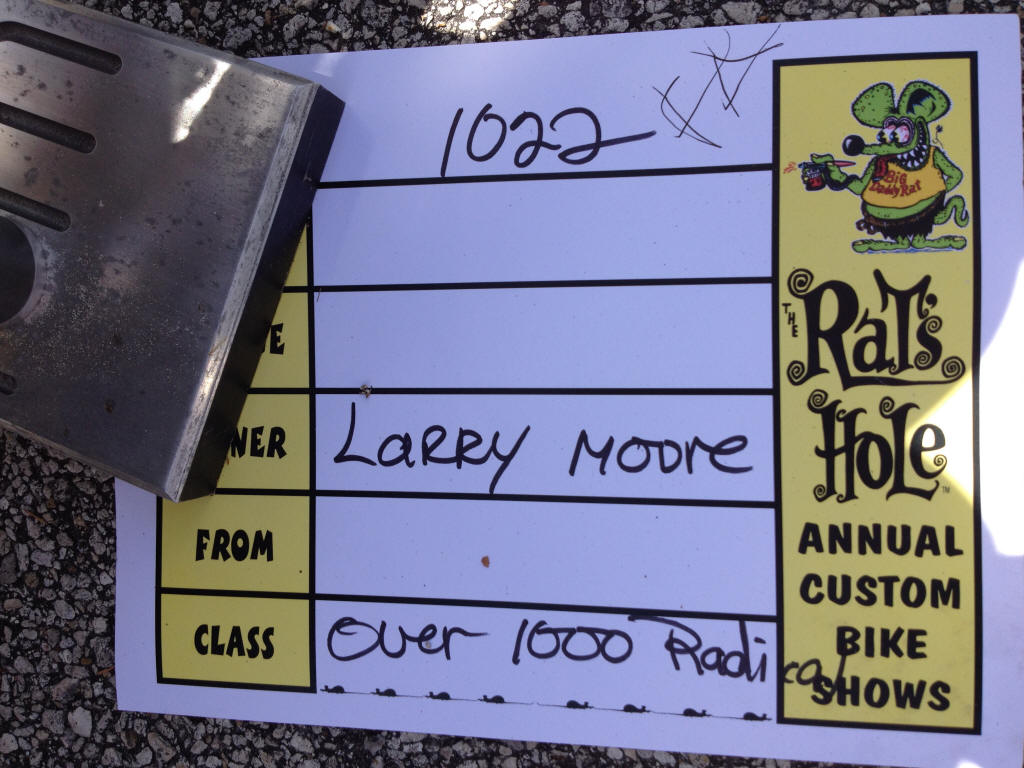 1022
NER Larry Moore
FROM
CLASS Over 1000 Radical
Big
Daddy Rat
THE
RAT'S
HOLE
TM
ANNUAL
CUSTOM
BIKE
SHOWS